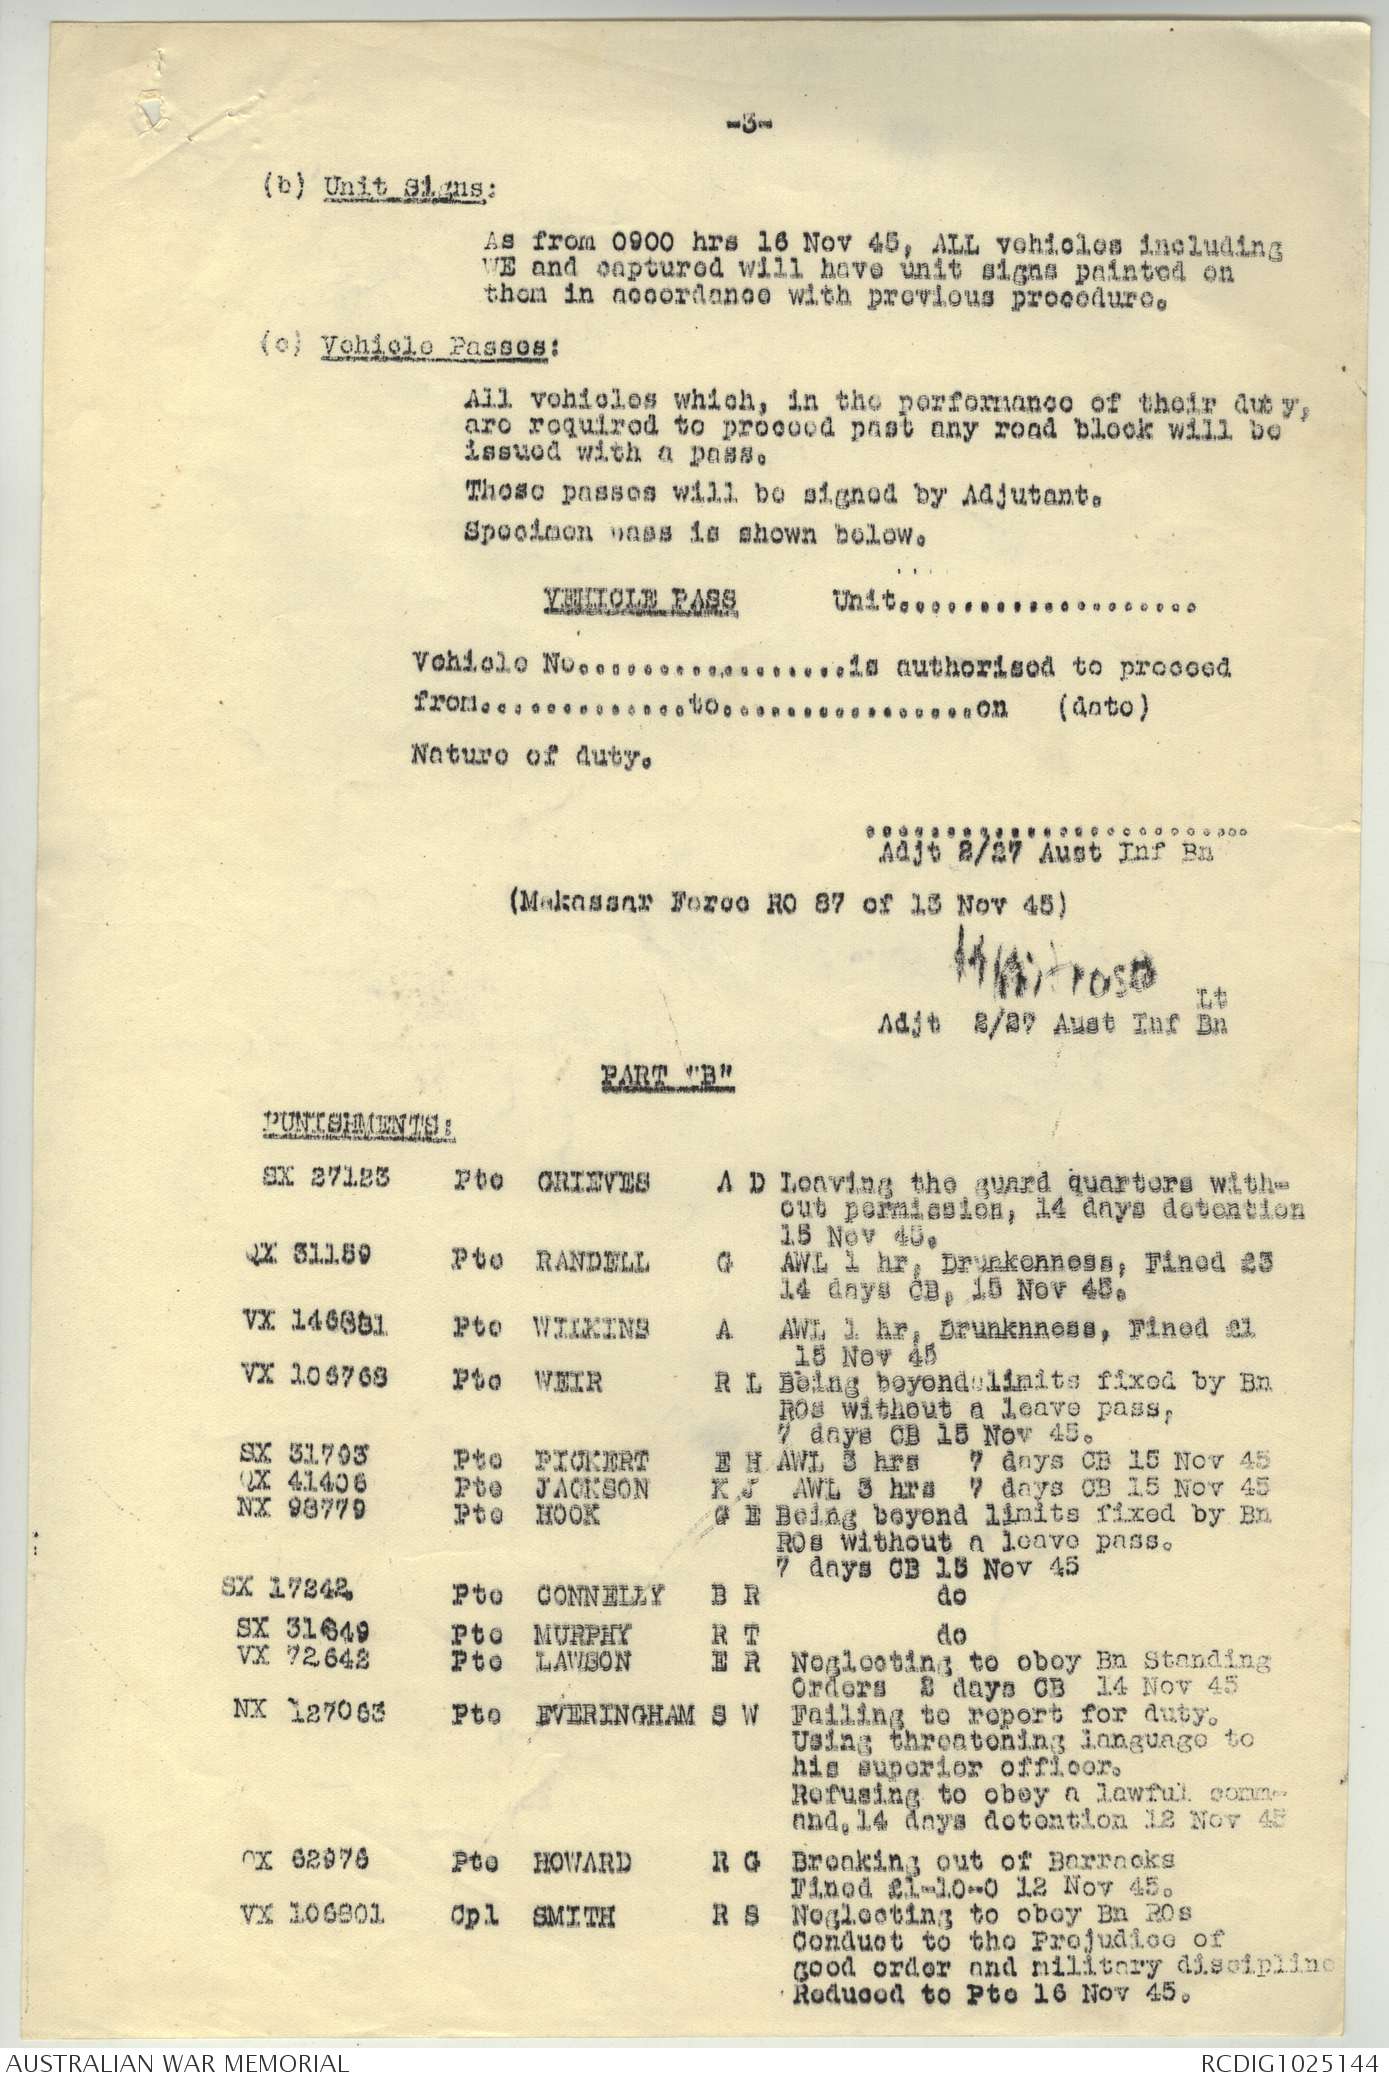 -3-
(b) Unit Signs:
As from 0900 hrs 16 Nov 45, ALL vehicles including
WE and captured will have unit signs painted on
them in accordance with previous procedure.
(c) Vehicle Passes:
All vehicles which, in the performance of their duty,
are required to proceed past any road block will be
issued with a pass.
These passes will be signed by Adjutant.
Specimen pass is shown below.
VEHICLE PASS Unit...................
Vehicle No.................is authorised to proceed
from.............to................on (date)
Nature of duty.
........................
Adjt 2/27 Aust Inf Bn
(Makassar Force RO 87 of 13 Nov 45)
Lt
Adjt 2/27 Aust Inf Bn
PART "B"
PUNISHMENTS:
SX 27123 Pte GRIEVES A D Leaving the guard quarters with-
out permission, 14 days detention
15 Nov 45.
QX 31159 Pte RANDELL G AWL 1 hr, Drunkenness, Fined £3
14 days CB, 15 Nov 45.
VX Pte WILKINS A AWL 1 hr, Drunknness, Fined £1
15 Nov 45
VX 106768 Pte WEIR R L Being beyond limits fixed by Bn
ROs without a leave pass,
7 days CB 15 Nov 45.
SX 31793 Pte PICKERT E H AWL 3 hrs 7 days CB 15 Nov 45
QX 41406 Pte JACKSON K J AWL 3 hrs 7 days CB 15 Nov 45
NX 98779 Pte HOOK G E Being beyond limits fixed by Bn
ROs without a leave pass.
7 days CB 15 Nov 45
SX 17242 Pte CONNELLY B R do
SX 31649 Pte MURPHY R T do
VX 72642 Pte LAWSON E R Neglecting to obey Bn Standing
Orders 2 days CB 14 Nov 45
NX 127063 Pte EVERINGHAM S W Failing to report for duty.
Using threatening language to
his superior officer.
Refusing to obey a lawful comm-
and.14 days detention 12 Nov 45
62976 Pte HOWARD R G Breaking out of Barracks
Fined £1-10-0 12 Nov 45.
VX 106801 Cpl SMITH R S Neglecting to obey Bn ROs
Conduct to the Prejudice of
good order and military discipline
Reduced to Pte 16 Nov 45.
AUSTRALIAN WAR MEMORIAL RCDIG1025144